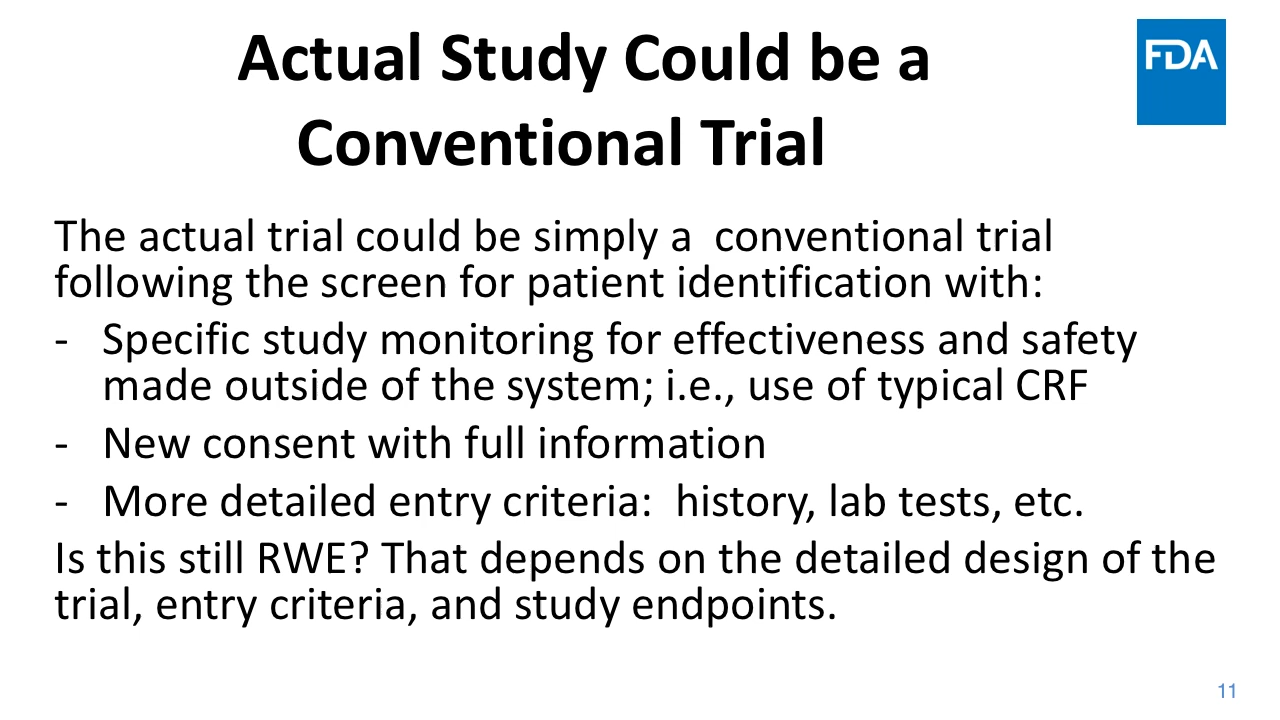 Actual Study Could be a
Conventional Trial
FDA
The actual trial could be simply a  conventional trial
following the screen for patient identification with:
- Specific study monitoring for effectiveness and safety
made outside of the system; i.e., use of typical CRF
- New consent with full information
- More detailed entry criteria:  history, lab tests, etc.
Is this still RWE? That depends on the detailed design of the
trial, entry criteria, and study endpoints.
11